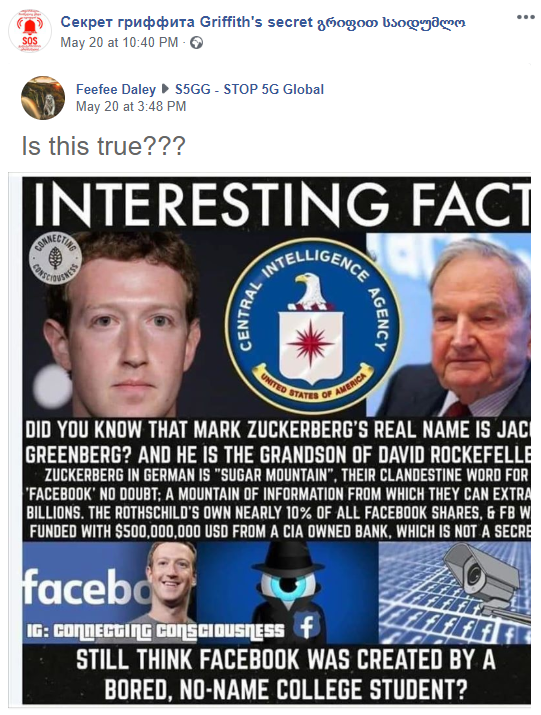 Секрет гриффита Griffith's secret გრიფით საიდუმლო
May 20 at 10:40 PM ·
SOS
Feefee Daley ▶ S5GG - STOP 5G Global
May 20 at 3:48 PM
Is this true???
INTERESTING FACT
CONNECTING CONSCIOUSNESS
CENTRAL INTELLIGENCE AGENCY
UNITED STATES OF AMERICA
DID YOU KNOW THAT MARK ZUCKERBERG'S REAL NAME IS JAC
GREENBERG? AND HE IS THE GRANDSON OF DAVID ROCKEFELLE
ZUCKERBERG IN GERMAN IS "SUGAR MOUNTAIN", THEIR CLANDESTINE WORD FOR
'FACEBOOK' NO DOUBT; A MOUNTAIN OF INFORMATION FROM WHICH THEY CAN EXTRA
BILLIONS. THE ROTHSCHILD'S OWN NEARLY 10% OF ALL FACEBOOK SHARES, & FB W
FUNDED WITH $500,000,000 USD FROM A CIA OWNED BANK, WHICH IS NOT A SECRE
facebo
f
IG: CONNECTING CONSCIOUSNESS
STILL THINK FACEBOOK WAS CREATED BY A
BORED, NO-NAME COLLEGE STUDENT?